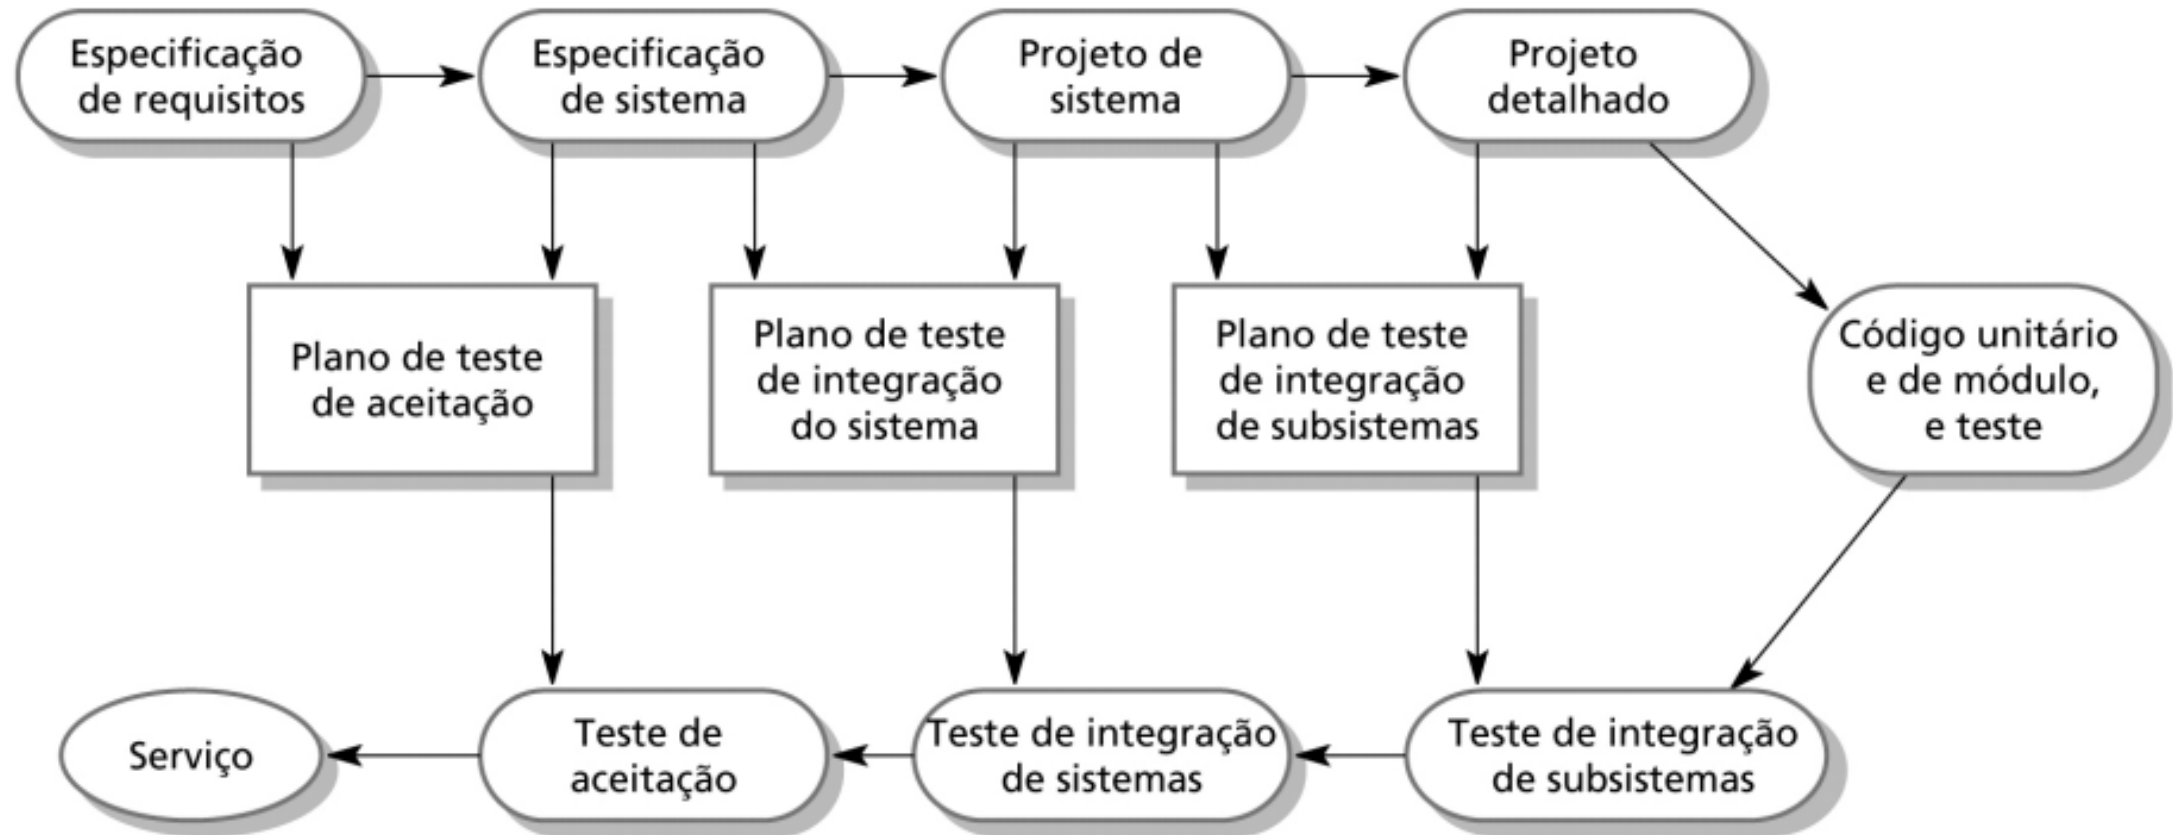 Especificação
de requisitos
Especificação
de sistema
Projeto de
sistema
Projeto
detalhado
Plano de teste
de aceitação
Plano de teste
de integração
do sistema
Plano de teste
de integração
de subsistemas
Código unitário
e de módulo,
e teste
Serviço
Teste de
aceitação
Teste de integração
de sistemas
Teste de integração
de subsistemas